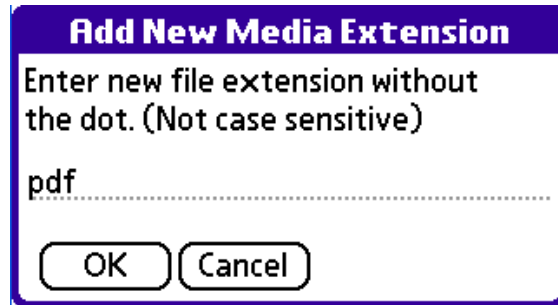 Add New Media Extension
Enter new file extension without
the dot. (Not case sensitive)
pdf
OK Cancel